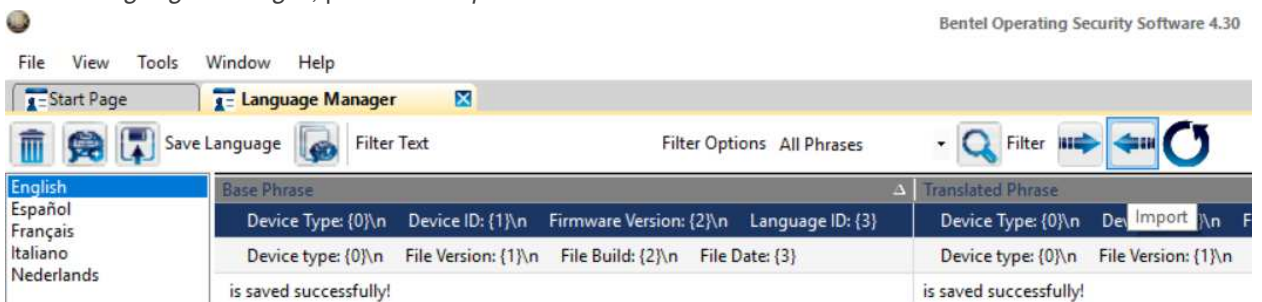 Bentel Operating Security Software 4.30
File View Tools Window Help
Start Page Language Manager
Save Language Filter Text Filter Options All Phrases Filter
English
Español
Français
Italiano
Nederlands
Base Phrase Translated Phrase
Device Type: {0}\n Device ID: {1}\n Firmware Version: {2}\n Language ID: {3} Device Type: {0}\n De Import }\n F
Device type: {0}\n File Version: {1}\n File Build: {2}\n File Date: {3} Device type: {0}\n File Version: {1}\n
is saved successfully! is saved successfully!